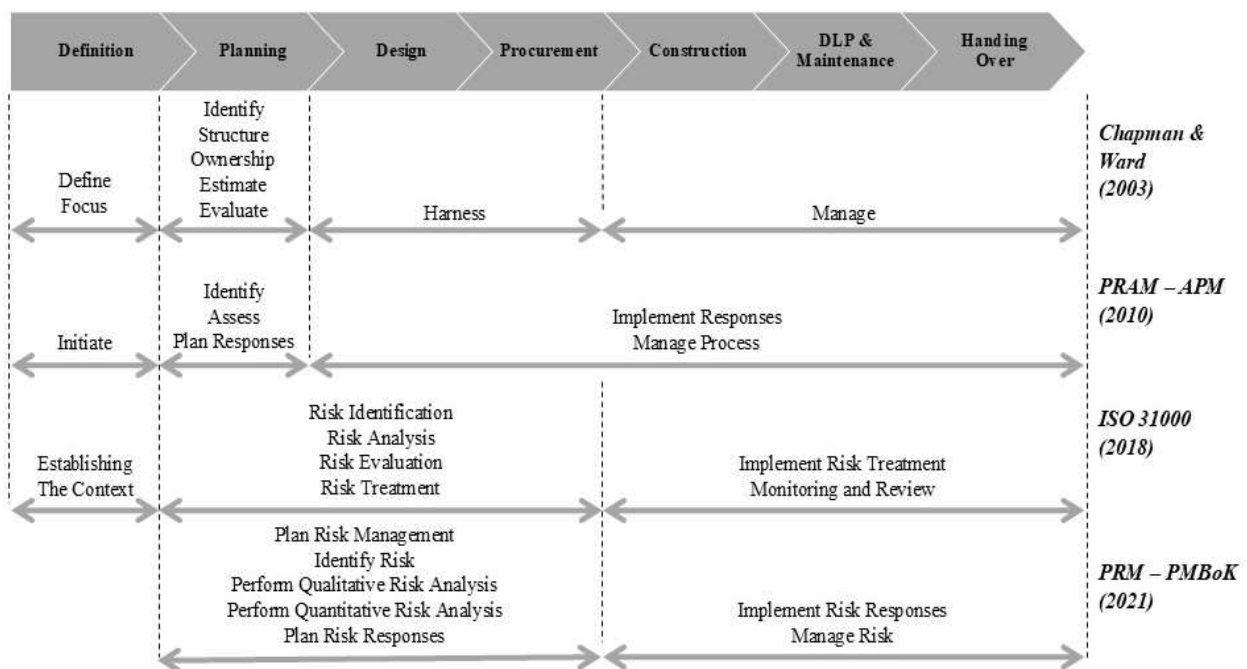 Definition
Planning
Design
Procurement
Construction
DLP &
Maintenance
Handing
Over
Define
Focus
Identify
Structure
Ownership
Estimate
Evaluate
Harness
Manage
Chapman &
Ward
(2003)
Initiate
Identify
Assess
Plan Responses
Implement Responses
Manage Process
PRAM – APM
(2010)
Establishing
The Context
Risk Identification
Risk Analysis
Risk Evaluation
Risk Treatment
Implement Risk Treatment
Monitoring and Review
ISO 31000
(2018)
Plan Risk Management
Identify Risk
Perform Qualitative Risk Analysis
Perform Quantitative Risk Analysis
Plan Risk Responses
Implement Risk Responses
Manage Risk
PRM – PMBoK
(2021)